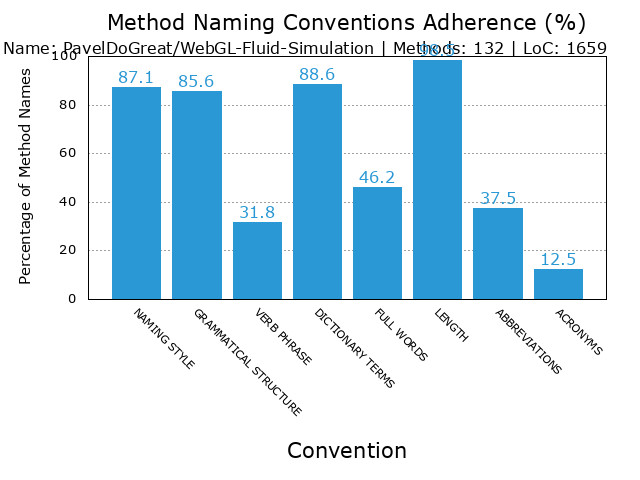 Method Naming Conventions Adherence (%)
Name: PavelDoGreat/WebGL-Fluid-Simulation | Methods: 132 | LoC: 1659
100
80
60
40
20
0
Percentage of Method Names
87.1
85.6
31.8
88.6
46.2
37.5
12.5
NAMING STYLE
GRAMMATICAL STRUCTURE
VERB PHRASE
DICTIONARY TERMS
FULL WORDS
LENGTH
ABBREVIATIONS
ACRONYMS
Convention